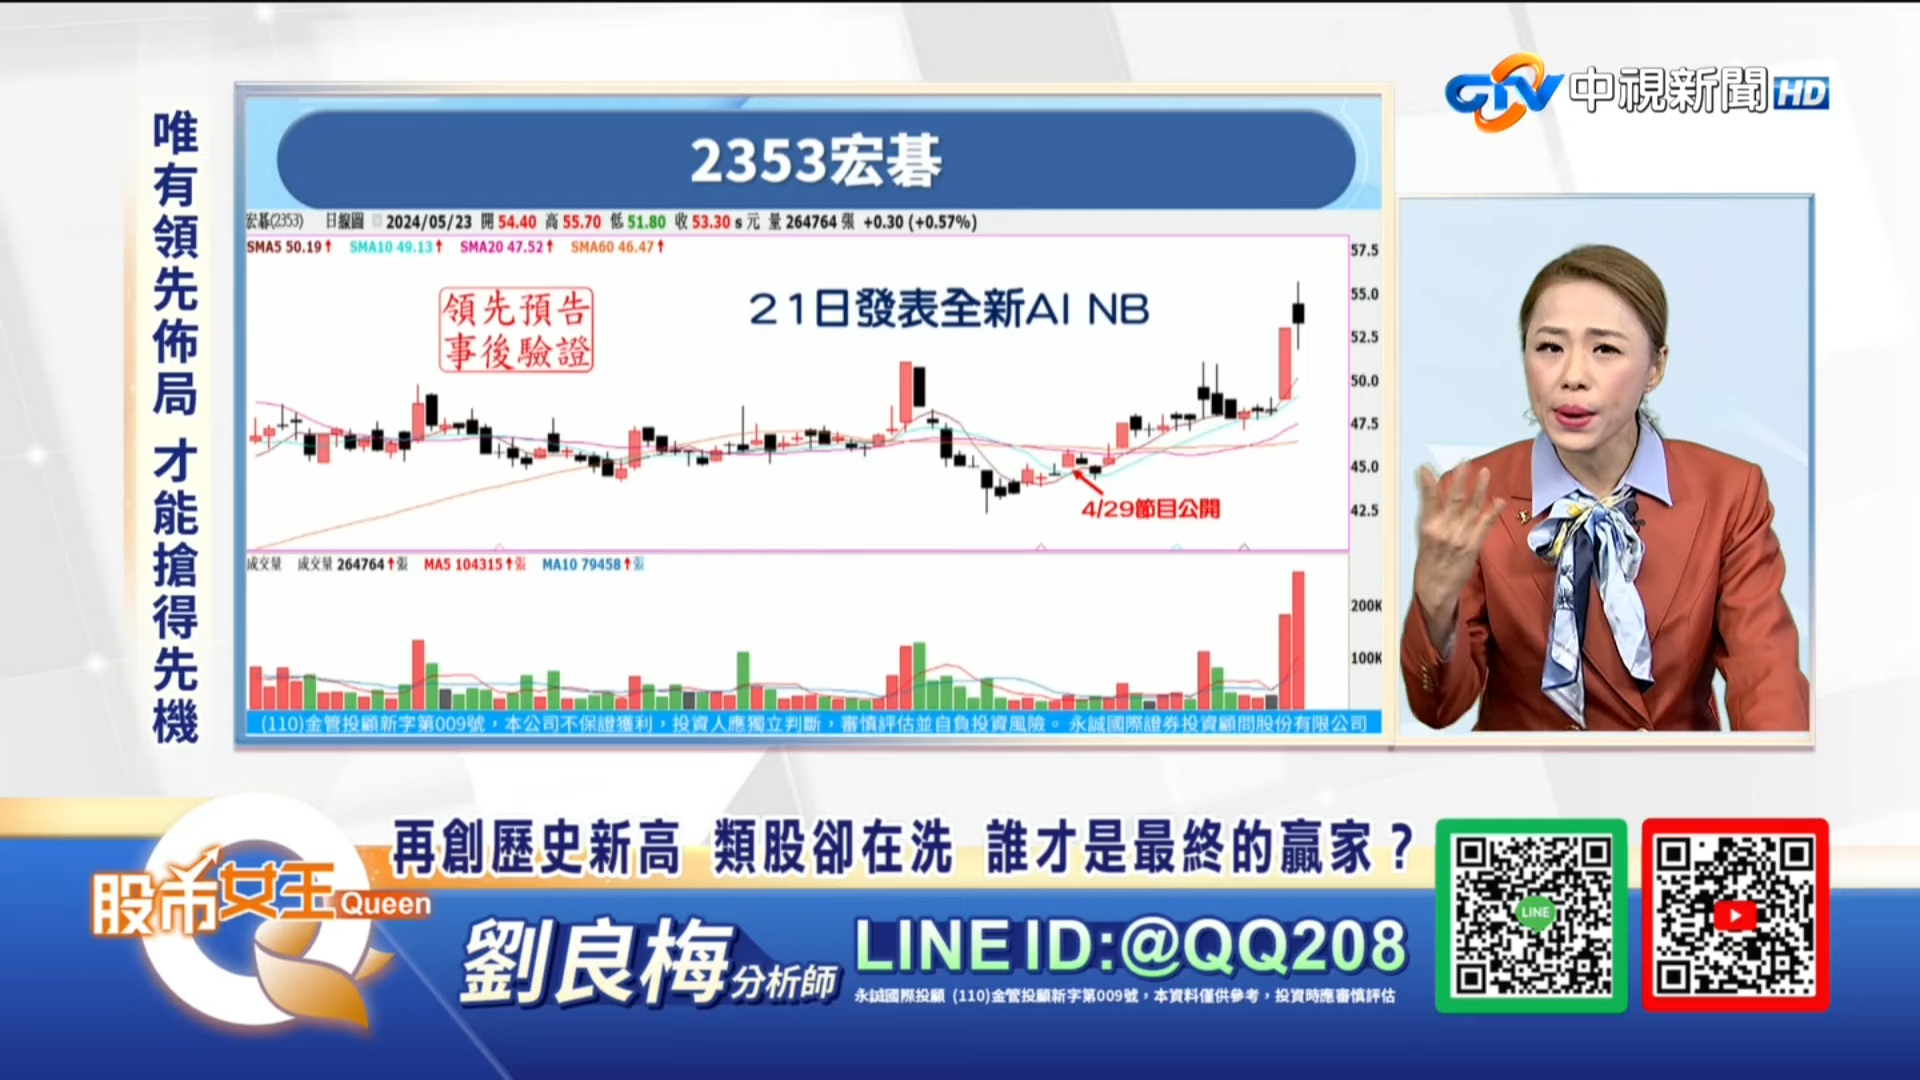 唯有領先佈局 才能搶得先機
CTV中視新聞HD
2353宏碁
宏碁(2353) 日線圖 2024/05/23 開 54.40 高 55.70 低 51.80 收 53.30 s 元 量 264764 張 +0.30 (+0.57%)
SMA5 50.19↑ SMA10 49.13↑ SMA20 47.52↑ SMA60 46.47↑
57.5
55.0
52.5
50.0
47.5
45.0
42.5
領先預告
事後驗證
21日發表全新AI NB
4/29節目公開
成交量 成交量 264764↑張 MA5 104315↑張 MA10 79458↑張
200K
100K
(110)金管投顧新字第009號，本公司不保證獲利，投資人應獨立判斷，審慎評估並自負投資風險。 永誠國際證券投資顧問股份有限公司
再創歷史新高 類股卻在洗 誰才是最終的贏家？
股市女王Queen
劉良梅分析師
LINE ID:@QQ208
永誠國際投顧 (110)金管投顧新字第009號，本資料僅供參考，投資時應審慎評估
LINE